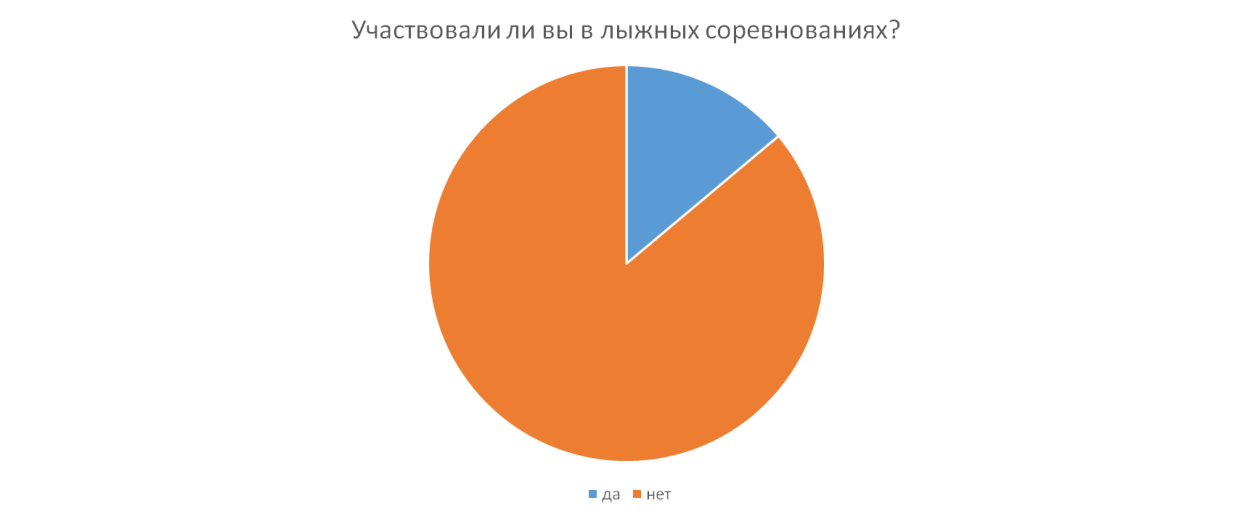 Участвовали ли вы в лыжных соревнованиях?
да нет